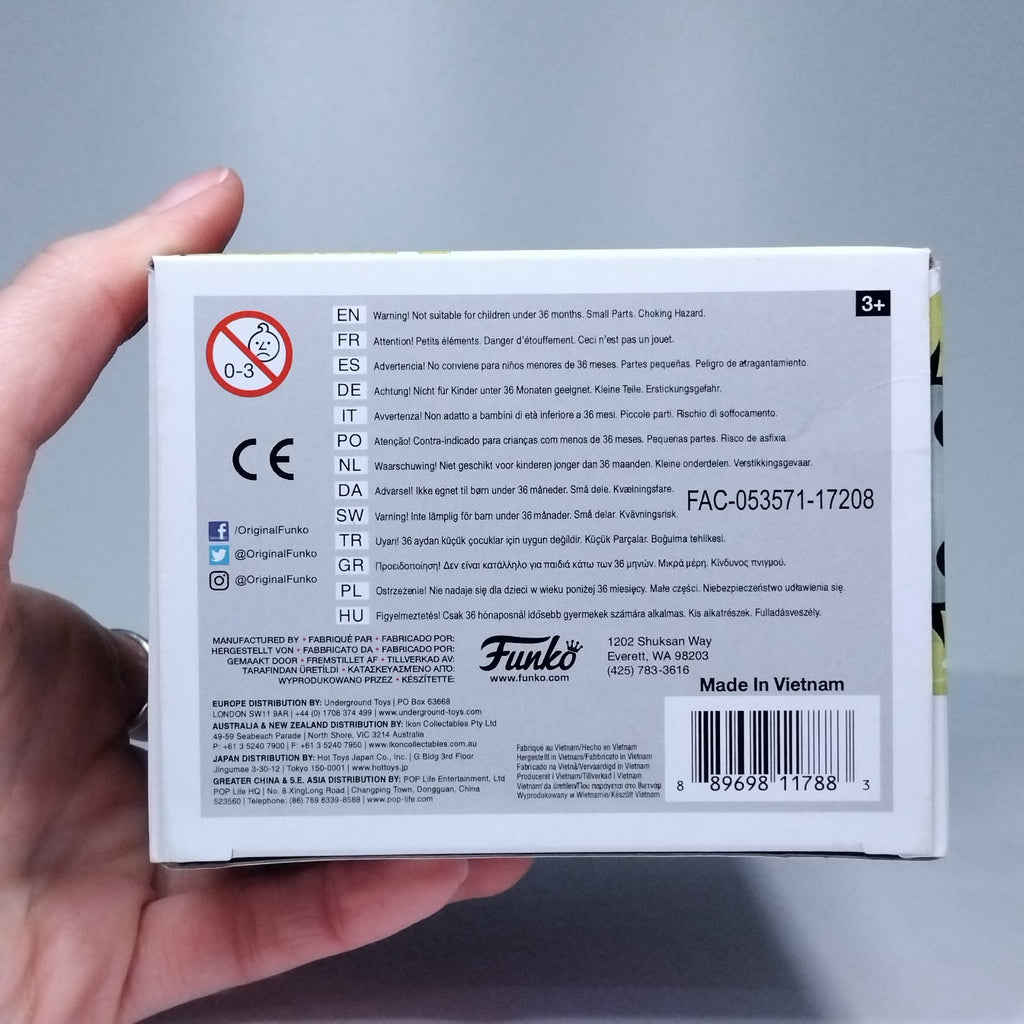 3+
0-3
EN Warning! Not suitable for children under 36 months. Small Parts. Choking Hazard.
FR Attention! Petits éléments. Danger d'étouffement. Ceci n'est pas un jouet.
ES Advertencia! No conviene para niños menores de 36 meses. Partes pequeñas. Peligro de atragantamiento.
DE Achtung! Nicht für Kinder unter 36 Monaten geeignet. Kleine Teile. Erstickungsgefahr.
IT Avvertenza! Non adatto a bambini di età inferiore a 36 mesi. Piccole parti. Rischio di soffocamento.
PO Atenção! Contra-indicado para crianças com menos de 36 meses. Pequenas partes. Risco de asfixia.
NL Waarschuwing! Niet geschikt voor kinderen jonger dan 36 maanden. Kleine onderdelen. Verstikkingsgevaar.
DA Advarsel! Ikke egnet til børn under 36 måneder. Små dele. Kvælningsfare.
SW Varning! Inte lämplig för barn under 36 månader. Små delar. Kvävningsrisk.
TR Uyarı! 36 aydan küçük çocuklar için uygun değildir. Küçük Parçalar. Boğulma tehlikesi.
GR Προειδοποίηση! Δεν είναι κατάλληλο για παιδιά κάτω των 36 μηνών. Μικρά μέρη. Κίνδυνος πνιγμού.
PL Ostrzeżenie! Nie nadaje się dla dzieci w wieku poniżej 36 miesięcy. Małe części. Niebezpieczeństwo udławienia się.
HU Figyelmeztetés! Csak 36 hónaposnál idősebb gyermekek számára alkalmas. Kis alkatrészek. Fulladásveszély.
CE
FAC-053571-17208
/OriginalFunko
@OriginalFunko
@OriginalFunko
MANUFACTURED BY • FABRIQUÉ PAR • FABRICADO POR:
HERGESTELLT VON • FABBRICATO DA • FABRICADO POR:
GEMAAKT DOOR • FREMSTILLET AF • TILLVERKAD AV:
TARAFINDAN ÜRETİLDİ • ΚΑΤΑΣΚΕΥΑΣΜΈΝΟ ΑΠΌ:
WYPRODUKOWANO PRZEZ • KÉSZÍTETTE:
Funko
www.funko.com
1202 Shuksan Way
Everett, WA 98203
(425) 783-3616
Made In Vietnam
EUROPE DISTRIBUTION BY: Underground Toys | PO BOX 63668
LONDON SW11 9AR | +44 (0) 1708 374 499 | www.underground-toys.com
AUSTRALIA & NEW ZEALAND DISTRIBUTION BY: Ikon Collectables Pty Ltd
49-59 Seabeach Parade | North Shore, VIC 3214 Australia
P: +61 3 5240 7900 | F: +61 3 5240 7950 | www.ikoncollectables.com.au
JAPAN DISTRIBUTION BY: Hot Toys Japan Co., Inc. | G Bldg 3rd Floor
Jingumae 3-30-12 | Tokyo 150-0001 | www.hottoys.jp
GREATER CHINA & S.E. ASIA DISTRIBUTION BY: POP Life Entertainment, Ltd
POP Life HQ | No. 8 XingLong Road | Changping Town, Dongguan, China
523560 | Telephone: (86) 769 8339-8588 | www.pop-life.com
Fabriqué au Vietnam/Hecho en Vietnam
Hergestellt in Vietnam/Fabbricato in Vietnam
Fabricado na Vietnã/Vervaardigd in Vietnam
Produceret i Vietnam/Tillverkad i Vietnam
Vietnam'da üretilen/Που παράγεται στο Βιετνάμ
Wyprodukowany w Wietnamie/Készült Vietnam
8 89698 11788 3